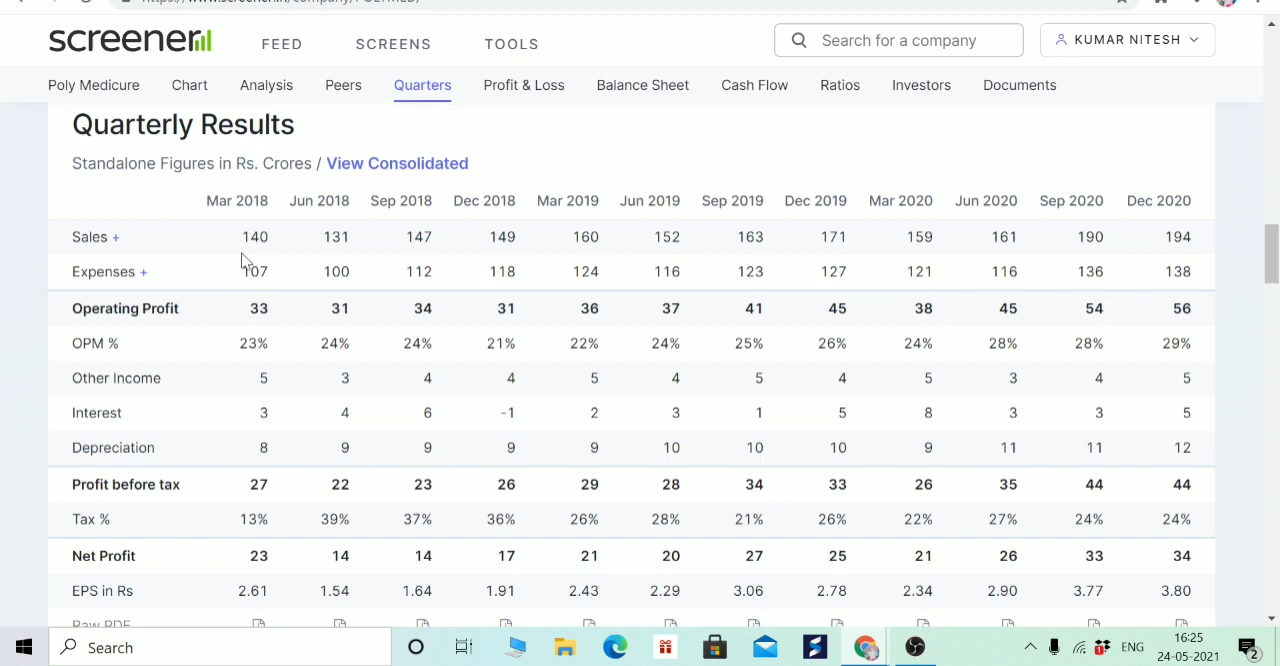 screener
FEED SCREENS TOOLS
Search for a company
KUMAR NITESH
Poly Medicure Chart Analysis Peers Quarters Profit & Loss Balance Sheet Cash Flow Ratios Investors Documents
Quarterly Results
Standalone Figures in Rs. Crores / View Consolidated
Mar 2018 Jun 2018 Sep 2018 Dec 2018 Mar 2019 Jun 2019 Sep 2019 Dec 2019 Mar 2020 Jun 2020 Sep 2020 Dec 2020
Sales + 140 131 147 149 160 152 163 171 159 161 190 194
Expenses + 107 100 112 118 124 116 123 127 121 116 136 138
Operating Profit 33 31 34 31 36 37 41 45 38 45 54 56
OPM % 23% 24% 24% 21% 22% 24% 25% 26% 24% 28% 28% 29%
Other Income 5 3 4 4 5 4 5 4 5 3 4 5
Interest 3 4 6 -1 2 3 1 5 8 3 3 5
Depreciation 8 9 9 9 9 10 10 10 9 11 11 12
Profit before tax 27 22 23 26 29 28 34 33 26 35 44 44
Tax % 13% 39% 37% 36% 26% 28% 21% 26% 22% 27% 24% 24%
Net Profit 23 14 14 17 21 20 27 25 21 26 33 34
EPS in Rs 2.61 1.54 1.64 1.91 2.43 2.29 3.06 2.78 2.34 2.90 3.77 3.80
Raw PDF
Search
ENG
16:25
24-05-2021
2